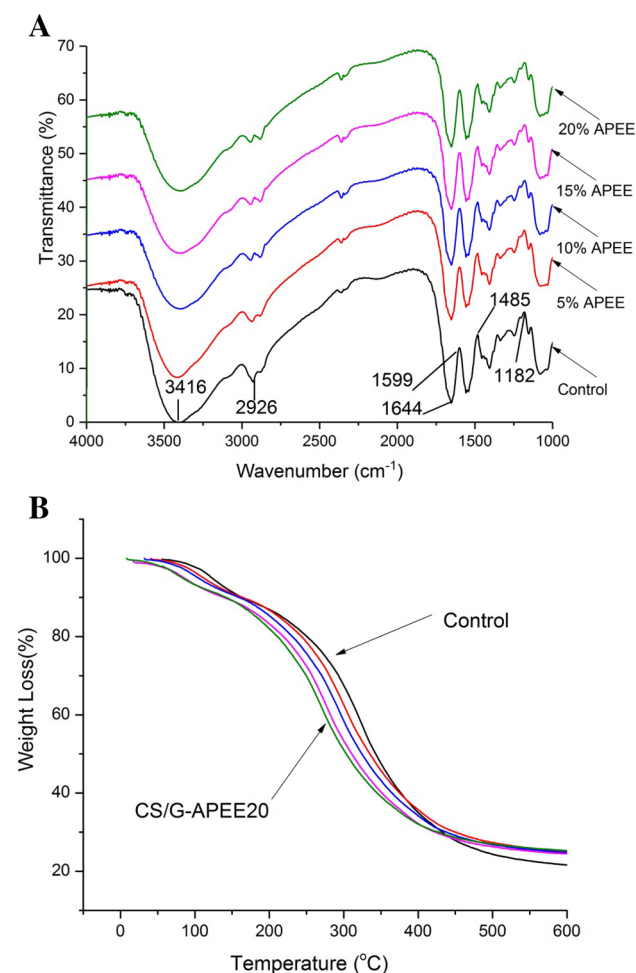 A
70
60
50
40
30
20
10
0
Transmittance (%)
20% APEE
15% APEE
10% APEE
5% APEE
Control
3416
2926
1599
1644
1485
1182
4000 3500 3000 2500 2000 1500 1000
Wavenumber (cm⁻¹)
B
100
80
60
40
20
Weight Loss(%)
Control
CS/G-APEE20
0 100 200 300 400 500 600
Temperature (°C)